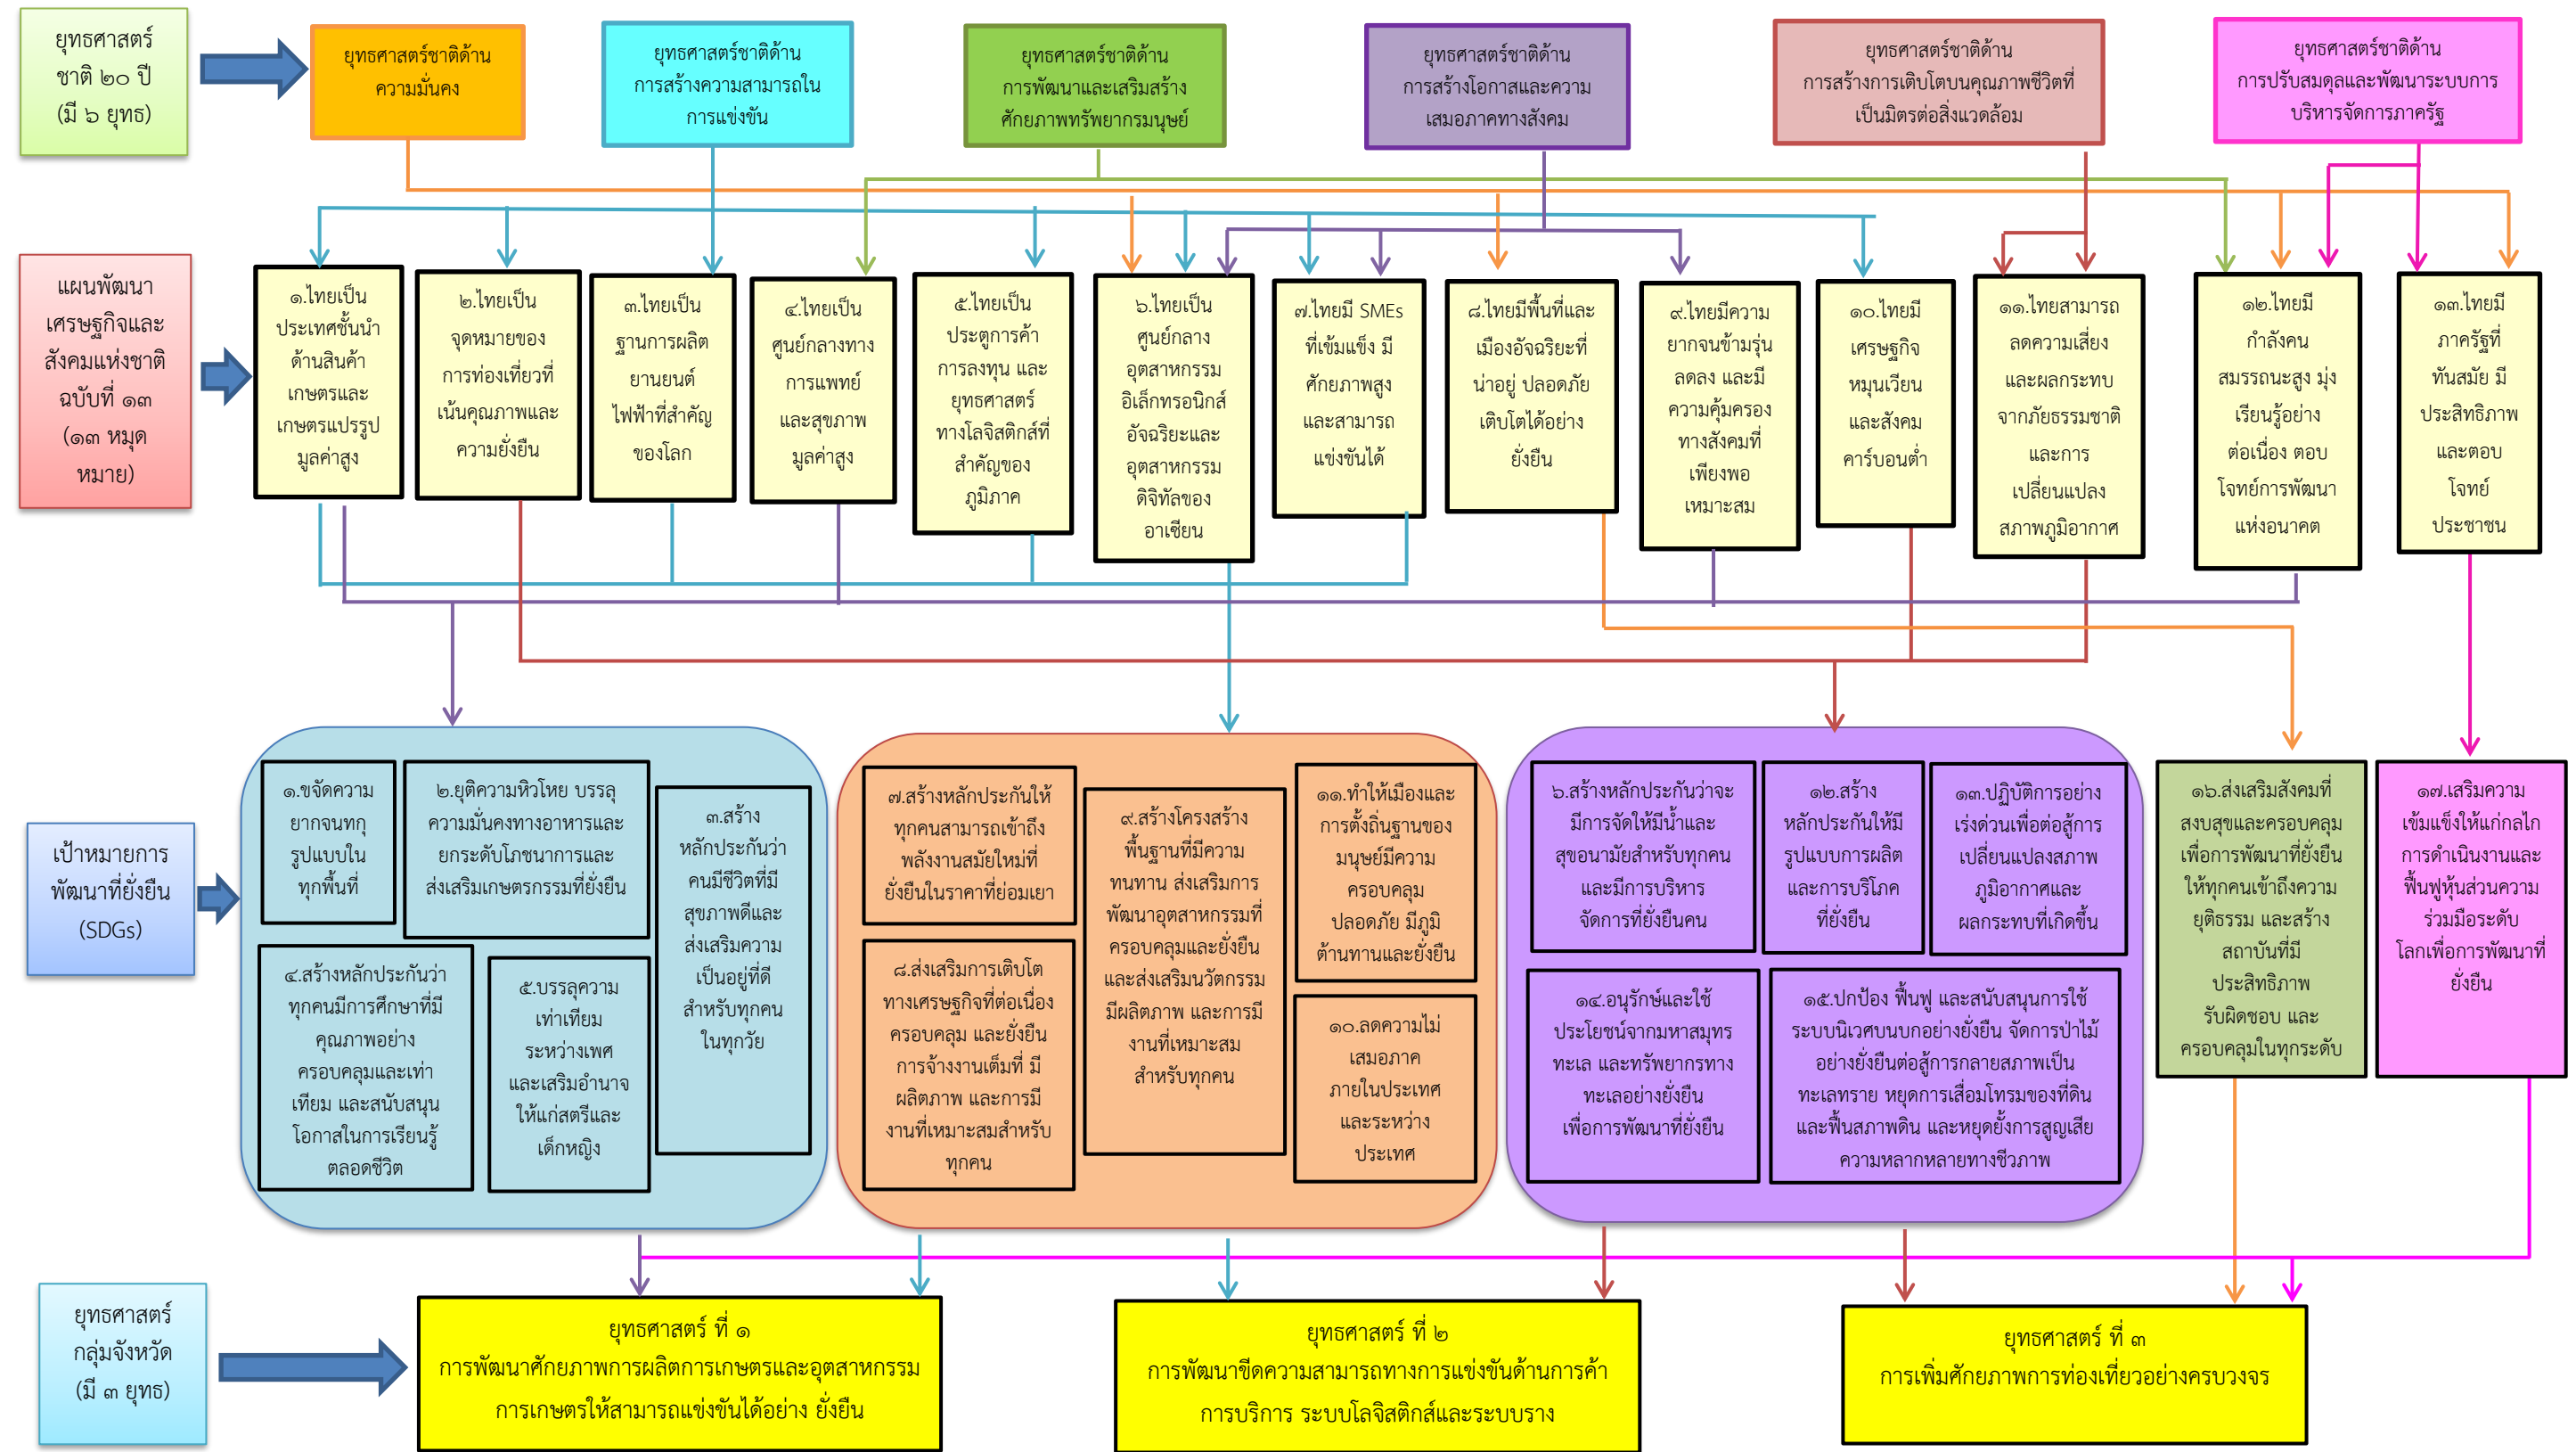 ยุทธศาสตร์
ชาติ ๒๐ ปี
(มี ๖ ยุทธ)
ยุทธศาสตร์ชาติด้าน
ความมั่นคง
ยุทธศาสตร์ชาติด้าน
การสร้างความสามารถใน
การแข่งขัน
ยุทธศาสตร์ชาติด้าน
การพัฒนาและเสริมสร้าง
ศักยภาพทรัพยากรมนุษย์
ยุทธศาสตร์ชาติด้าน
การสร้างโอกาสและความ
เสมอภาคทางสังคม
ยุทธศาสตร์ชาติด้าน
การสร้างการเติบโตบนคุณภาพชีวิตที่
เป็นมิตรต่อสิ่งแวดล้อม
ยุทธศาสตร์ชาติด้าน
การปรับสมดุลและพัฒนาระบบการ
บริหารจัดการภาครัฐ
แผนพัฒนา
เศรษฐกิจและ
สังคมแห่งชาติ
ฉบับที่ ๑๓
(๑๓ หมุด
หมาย)
๑.ไทยเป็น
ประเทศชั้นนำ
ด้านสินค้า
เกษตรและ
เกษตรแปรรูป
มูลค่าสูง
๒.ไทยเป็น
จุดหมายของ
การท่องเที่ยวที่
เน้นคุณภาพและ
ความยั่งยืน
๓.ไทยเป็น
ฐานการผลิต
ยานยนต์
ไฟฟ้าที่สำคัญ
ของโลก
๔.ไทยเป็น
ศูนย์กลางทาง
การแพทย์
และสุขภาพ
มูลค่าสูง
๕.ไทยเป็น
ประตูการค้า
การลงทุน และ
ยุทธศาสตร์
ทางโลจิสติกส์ที่
สำคัญของ
ภูมิภาค
๖.ไทยเป็น
ศูนย์กลาง
อุตสาหกรรม
อิเล็กทรอนิกส์
อัจฉริยะและ
อุตสาหกรรม
ดิจิทัลของ
อาเซียน
๗.ไทยมี SMEs
ที่เข้มแข็ง มี
ศักยภาพสูง
และสามารถ
แข่งขันได้
๘.ไทยมีพื้นที่และ
เมืองอัจฉริยะที่
น่าอยู่ ปลอดภัย
เติบโตได้อย่าง
ยั่งยืน
๙.ไทยมีความ
ยากจนข้ามรุ่น
ลดลง และมี
ความคุ้มครอง
ทางสังคมที่
เพียงพอ
เหมาะสม
๑๐.ไทยมี
เศรษฐกิจ
หมุนเวียน
และสังคม
คาร์บอนต่ำ
๑๑.ไทยสามารถ
ลดความเสี่ยง
และผลกระทบ
จากภัยธรรมชาติ
และการ
เปลี่ยนแปลง
สภาพภูมิอากาศ
๑๒.ไทยมี
กำลังคน
สมรรถนะสูง มุ่ง
เรียนรู้อย่าง
ต่อเนื่อง ตอบ
โจทย์การพัฒนา
แห่งอนาคต
๑๓.ไทยมี
ภาครัฐที่
ทันสมัย มี
ประสิทธิภาพ
และตอบ
โจทย์
ประชาชน
เป้าหมายการ
พัฒนาที่ยั่งยืน
(SDGs)
๑.ขจัดความ
ยากจนทกุ
รูปแบบใน
ทุกพื้นที่
๒.ยุติความหิวโหย บรรลุ
ความมั่นคงทางอาหารและ
ยกระดับโภชนาการและ
ส่งเสริมเกษตรกรรมที่ยั่งยืน
๓.สร้าง
หลักประกันว่า
คนมีชีวิตที่มี
สุขภาพดีและ
ส่งเสริมความ
เป็นอยู่ที่ดี
สำหรับทุกคน
ในทุกวัย
๔.สร้างหลักประกันว่า
ทุกคนมีการศึกษาที่มี
คุณภาพอย่าง
ครอบคลุมและเท่า
เทียม และสนับสนุน
โอกาสในการเรียนรู้
ตลอดชีวิต
๕.บรรลุความ
เท่าเทียม
ระหว่างเพศ
และเสริมอำนาจ
ให้แก่สตรีและ
เด็กหญิง
๗.สร้างหลักประกันให้
ทุกคนสามารถเข้าถึง
พลังงานสมัยใหม่ที่
ยั่งยืนในราคาที่ย่อมเยา
๘.ส่งเสริมการเติบโต
ทางเศรษฐกิจที่ต่อเนื่อง
ครอบคลุม และยั่งยืน
การจ้างงานเต็มที่ มี
ผลิตภาพ และการมี
งานที่เหมาะสมสำหรับ
ทุกคน
๙.สร้างโครงสร้าง
พื้นฐานที่มีความ
ทนทาน ส่งเสริมการ
พัฒนาอุตสาหกรรมที่
ครอบคลุมและยั่งยืน
และส่งเสริมนวัตกรรม
มีผลิตภาพ และการมี
งานที่เหมาะสม
สำหรับทุกคน
๑๑.ทำให้เมืองและ
การตั้งถิ่นฐานของ
มนุษย์มีความ
ครอบคลุม
ปลอดภัย มีภูมิ
ต้านทานและยั่งยืน
๑๐.ลดความไม่
เสมอภาค
ภายในประเทศ
และระหว่าง
ประเทศ
๖.สร้างหลักประกันว่าจะ
มีการจัดให้มีน้ำและ
สุขอนามัยสำหรับทุกคน
และมีการบริหาร
จัดการที่ยั่งยืนคน
๑๒.สร้าง
หลักประกันให้มี
รูปแบบการผลิต
และการบริโภค
ที่ยั่งยืน
๑๓.ปฏิบัติการอย่าง
เร่งด่วนเพื่อต่อสู้การ
เปลี่ยนแปลงสภาพ
ภูมิอากาศและ
ผลกระทบที่เกิดขึ้น
๑๔.อนุรักษ์และใช้
ประโยชน์จากมหาสมุทร
ทะเล และทรัพยากรทาง
ทะเลอย่างยั่งยืน
เพื่อการพัฒนาที่ยั่งยืน
๑๕.ปกป้อง ฟื้นฟู และสนับสนุนการใช้
ระบบนิเวศบนบกอย่างยั่งยืน จัดการป่าไม้
อย่างยั่งยืนต่อสู้การกลายสภาพเป็น
ทะเลทราย หยุดการเสื่อมโทรมของที่ดิน
และฟื้นสภาพดิน และหยุดยั้งการสูญเสีย
ความหลากหลายทางชีวภาพ
๑๖.ส่งเสริมสังคมที่
สงบสุขและครอบคลุม
เพื่อการพัฒนาที่ยั่งยืน
ให้ทุกคนเข้าถึงความ
ยุติธรรม และสร้าง
สถาบันที่มี
ประสิทธิภาพ
รับผิดชอบ และ
ครอบคลุมในทุกระดับ
๑๗.เสริมความ
เข้มแข็งให้แก่กลไก
การดำเนินงานและ
ฟื้นฟูหุ้นส่วนความ
ร่วมมือระดับ
โลกเพื่อการพัฒนาที่
ยั่งยืน
ยุทธศาสตร์
กลุ่มจังหวัด
(มี ๓ ยุทธ)
ยุทธศาสตร์ ที่ ๑
การพัฒนาศักยภาพการผลิตการเกษตรและอุตสาหกรรม
การเกษตรให้สามารถแข่งขันได้อย่าง ยั่งยืน
ยุทธศาสตร์ ที่ ๒
การพัฒนาขีดความสามารถทางการแข่งขันด้านการค้า
การบริการ ระบบโลจิสติกส์และระบบราง
ยุทธศาสตร์ ที่ ๓
การเพิ่มศักยภาพการท่องเที่ยวอย่างครบวงจร